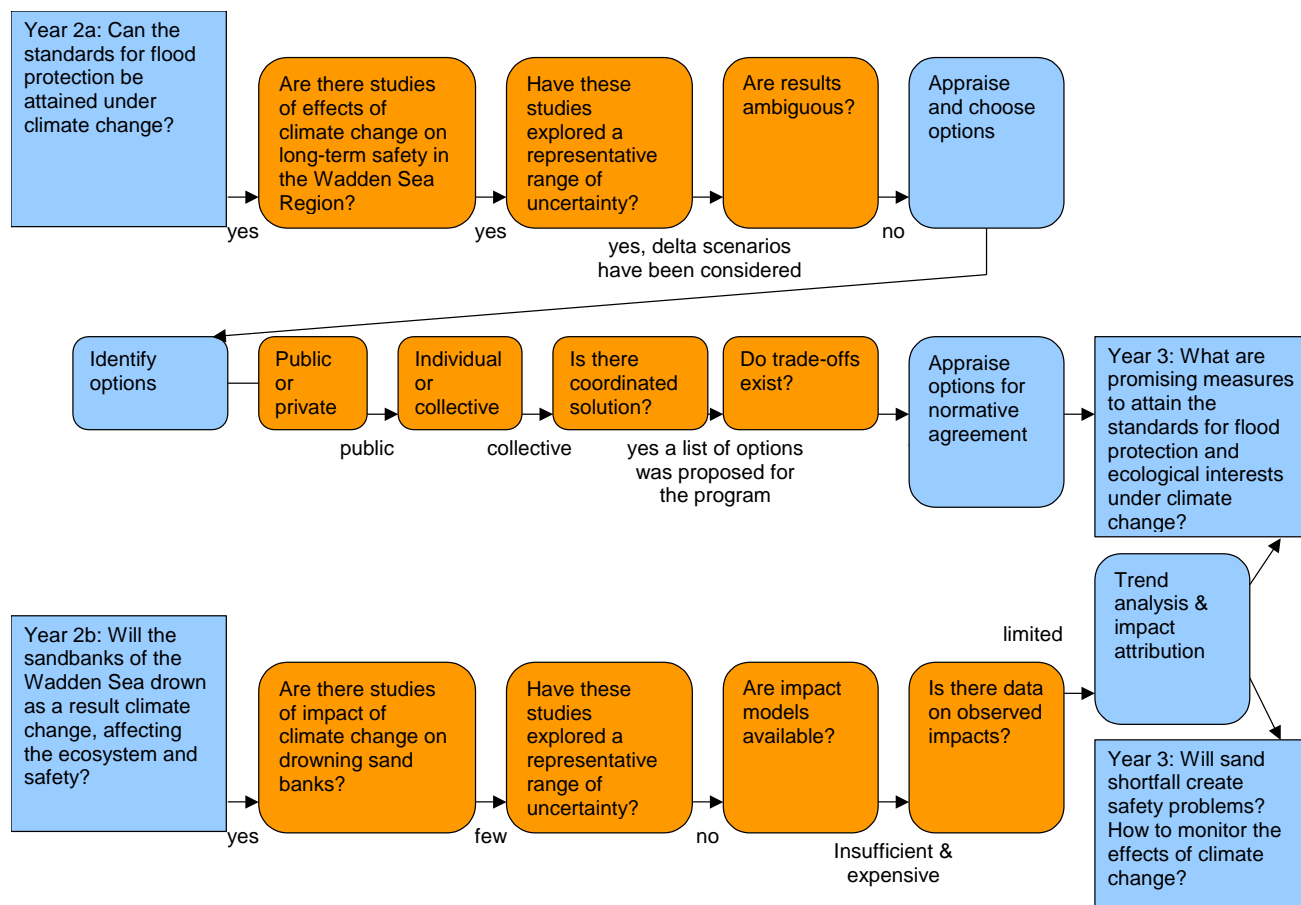 Year 2a: Can the
standards for flood
protection be
attained under
climate change?
yes
Are there studies
of effects of
climate change on
long-term safety in
the Wadden Sea
Region?
yes
Have these
studies
explored a
representative
range of
uncertainty?
yes, delta scenarios
have been considered
Are results
ambiguous?
no
Appraise
and choose
options
Identify
options
Public
or
private
public
Individual
or
collective
collective
Is there
coordinated
solution?
yes a list of options
was proposed for
the program
Do trade-offs
exist?
Appraise
options for
normative
agreement
Year 3: What are
promising measures
to attain the
standards for flood
protection and
ecological interests
under climate
change?
Year 2b: Will the
sandbanks of the
Wadden Sea drown
as a result climate
change, affecting
the ecosystem and
safety?
yes
Are there studies
of impact of
climate change on
drowning sand
banks?
few
Have these
studies
explored a
representative
range of
uncertainty?
no
Are impact
models
available?
Insufficient &
expensive
Is there data
on observed
impacts?
limited
Trend
analysis &
impact
attribution
Year 3: Will sand
shortfall create
safety problems?
How to monitor the
effects of climate
change?